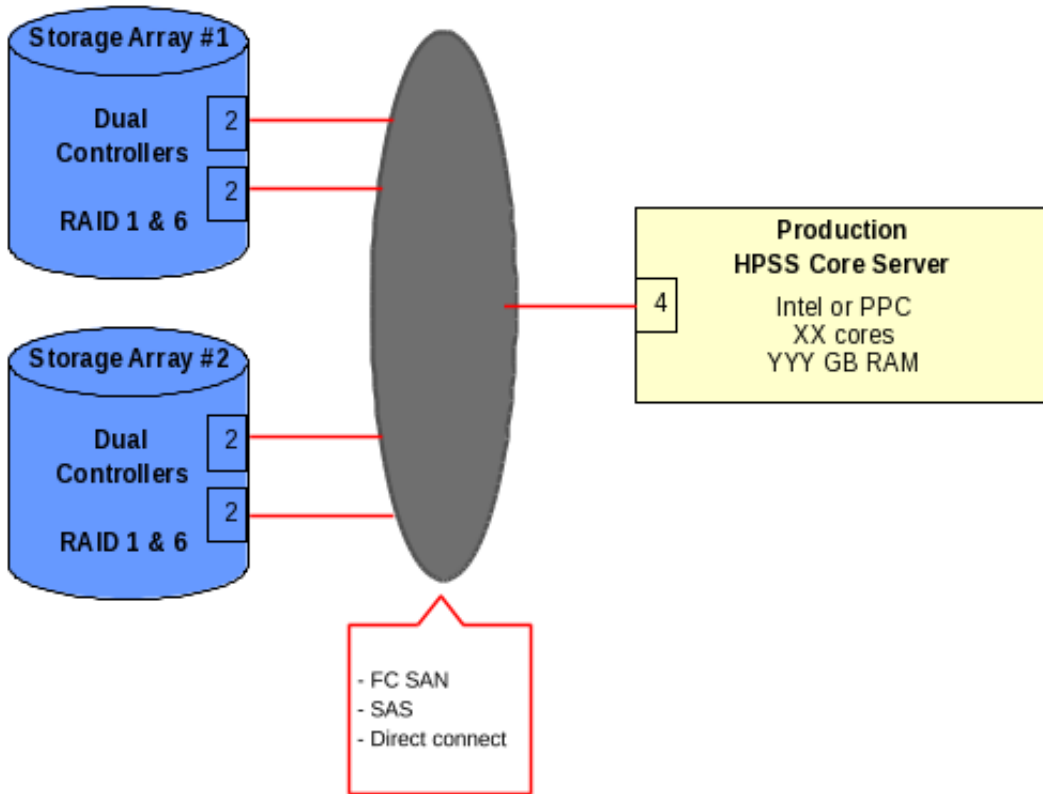 Storage Array #1
Dual
Controllers
RAID 1 & 6
2
2
Storage Array #2
Dual
Controllers
RAID 1 & 6
2
2
Production
HPSS Core Server
Intel or PPC
XX cores
YYY GB RAM
4
- FC SAN
- SAS
- Direct connect